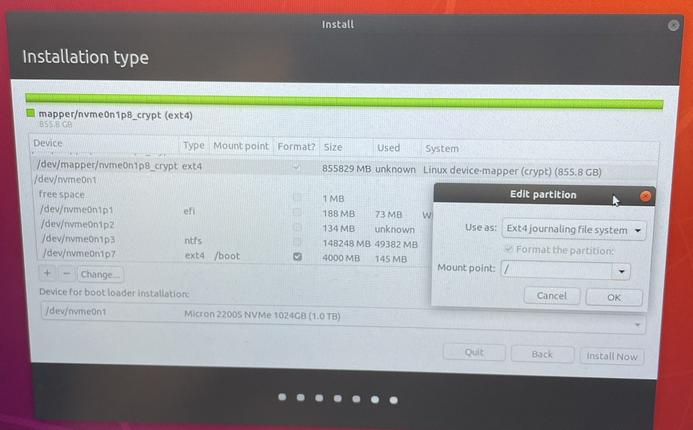 Install
Installation type
mapper/nvme0n1p8_crypt (ext4)
855.8 GB
Device Type Mount point Format? Size Used System
/dev/mapper/nvme0n1p8_crypt ext4 855829 MB unknown Linux device-mapper (crypt) (855.8 GB)
/dev/nvme0n1
free space 1 MB
/dev/nvme0n1p1 efi 188 MB 73 MB W
/dev/nvme0n1p2 134 MB unknown
/dev/nvme0n1p3 ntfs 148248 MB 49382 MB
/dev/nvme0n1p7 ext4 /boot 4000 MB 145 MB
+ − Change...
Edit partition
Use as: Ext4 journaling file system
Format the partition:
Mount point: /
Cancel OK
Device for boot loader installation:
/dev/nvme0n1 Micron 2200S NVMe 1024GB (1.0 TB)
Quit Back Install Now